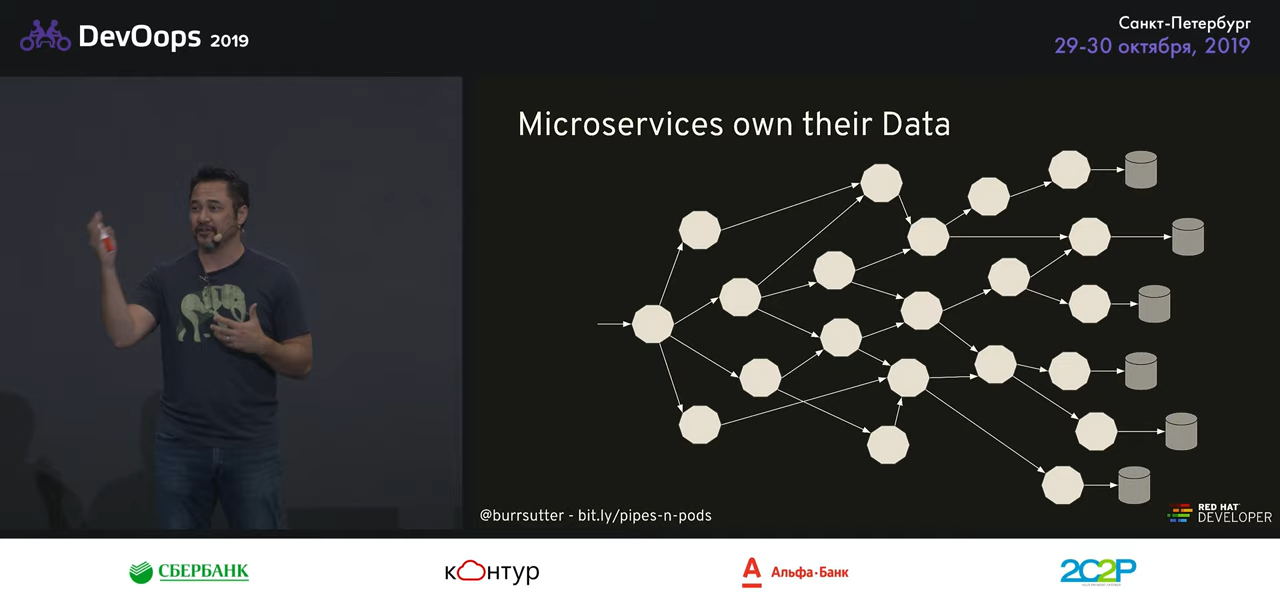 DevOops 2019
Санкт-Петербург
29-30 октября, 2019
Microservices own their Data
@burrsutter - bit.ly/pipes-n-pods
RED HAT
DEVELOPER
СБЕРБАНК
кОнтур
Альфа·Банк
2C2P